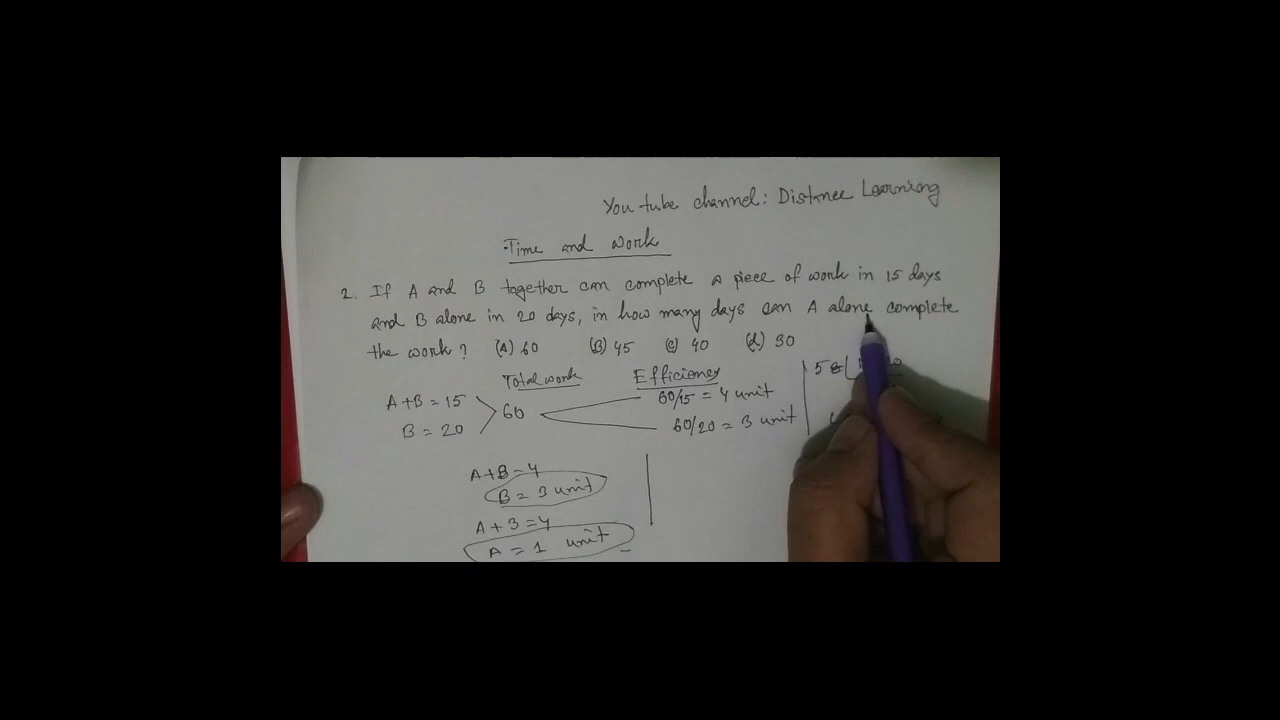 You tube channel: Distance Learning
Time and work
2. If A and B together can complete a piece of work in 15 days
and B alone in 20 days, in how many days can A alone complete
the work? (A) 60 (B) 45 (C) 40 (d) 30
Total work Efficiency
A+B = 15
B = 20
60
60/15 = 4 unit
60/20 = 3 unit
5
A+B = 4
B = 3 unit
A + 3 = 4
A = 1 unit